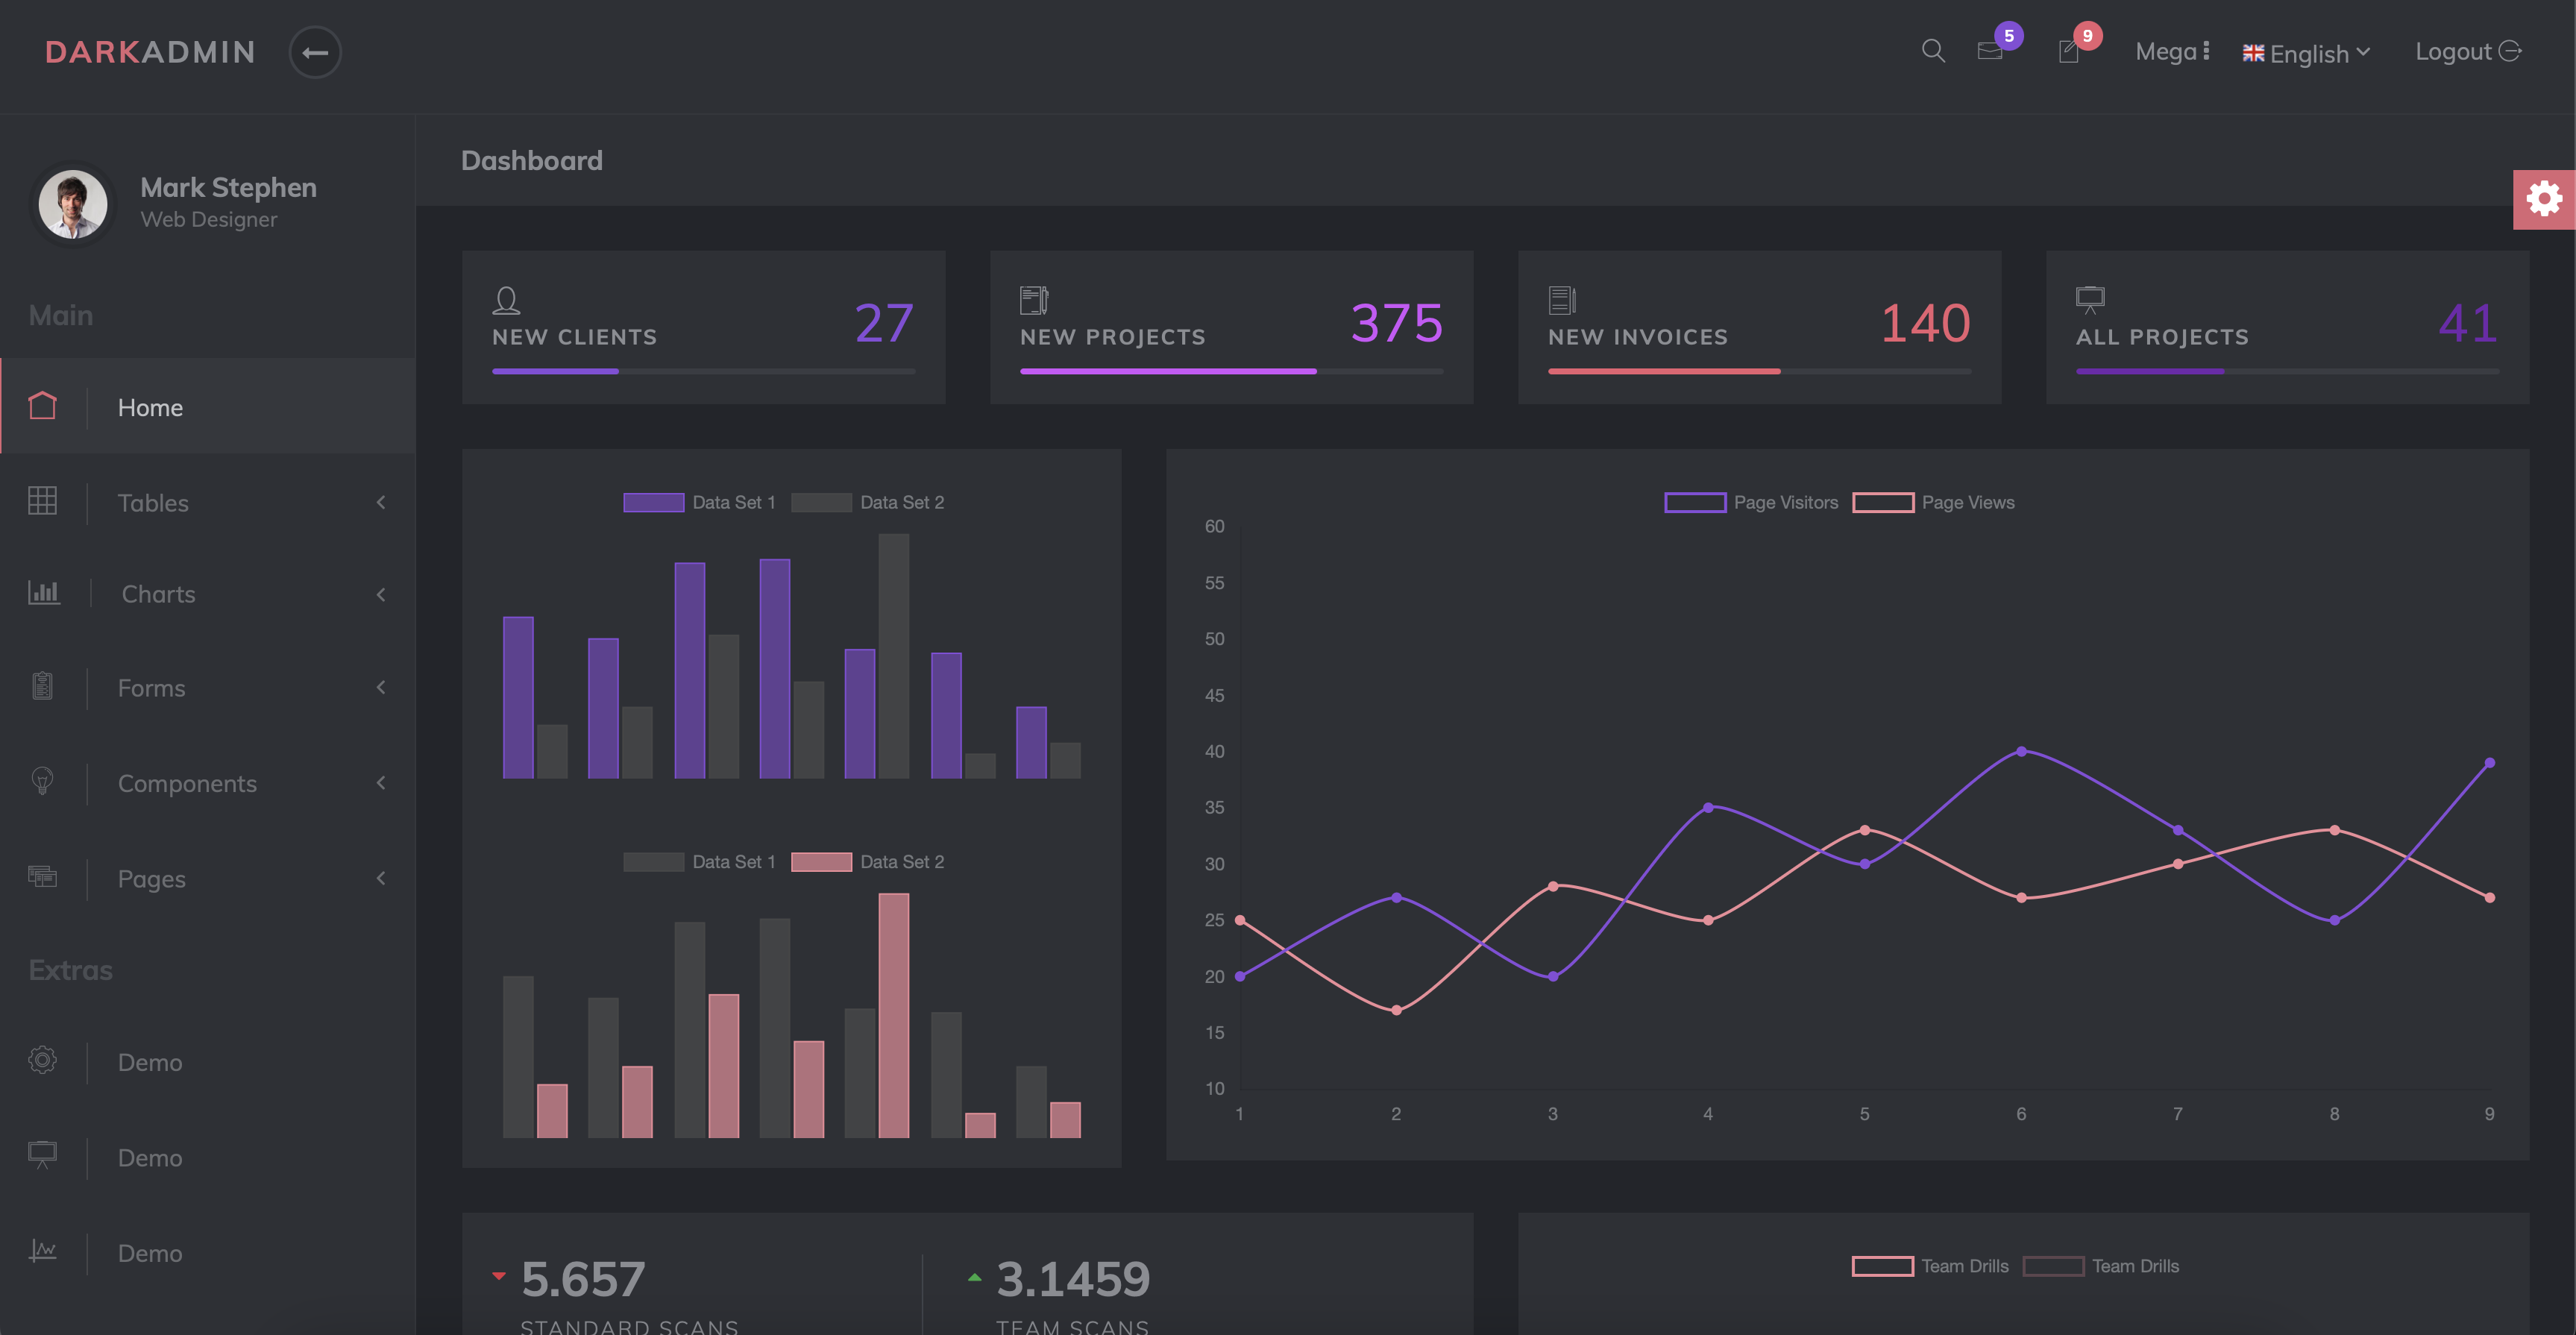 DARKADMIN
5
9
Mega
English
Logout
Mark Stephen
Web Designer
Main
Home
Tables
Charts
Forms
Components
Pages
Extras
Demo
Demo
Demo
Dashboard
NEW CLIENTS
27
NEW PROJECTS
375
NEW INVOICES
140
ALL PROJECTS
41
Data Set 1 Data Set 2
Data Set 1 Data Set 2
Page Visitors Page Views
60
55
50
45
40
35
30
25
20
15
10
1 2 3 4 5 6 7 8 9
5.657
STANDARD SCANS
3.1459
TEAM SCANS
Team Drills Team Drills